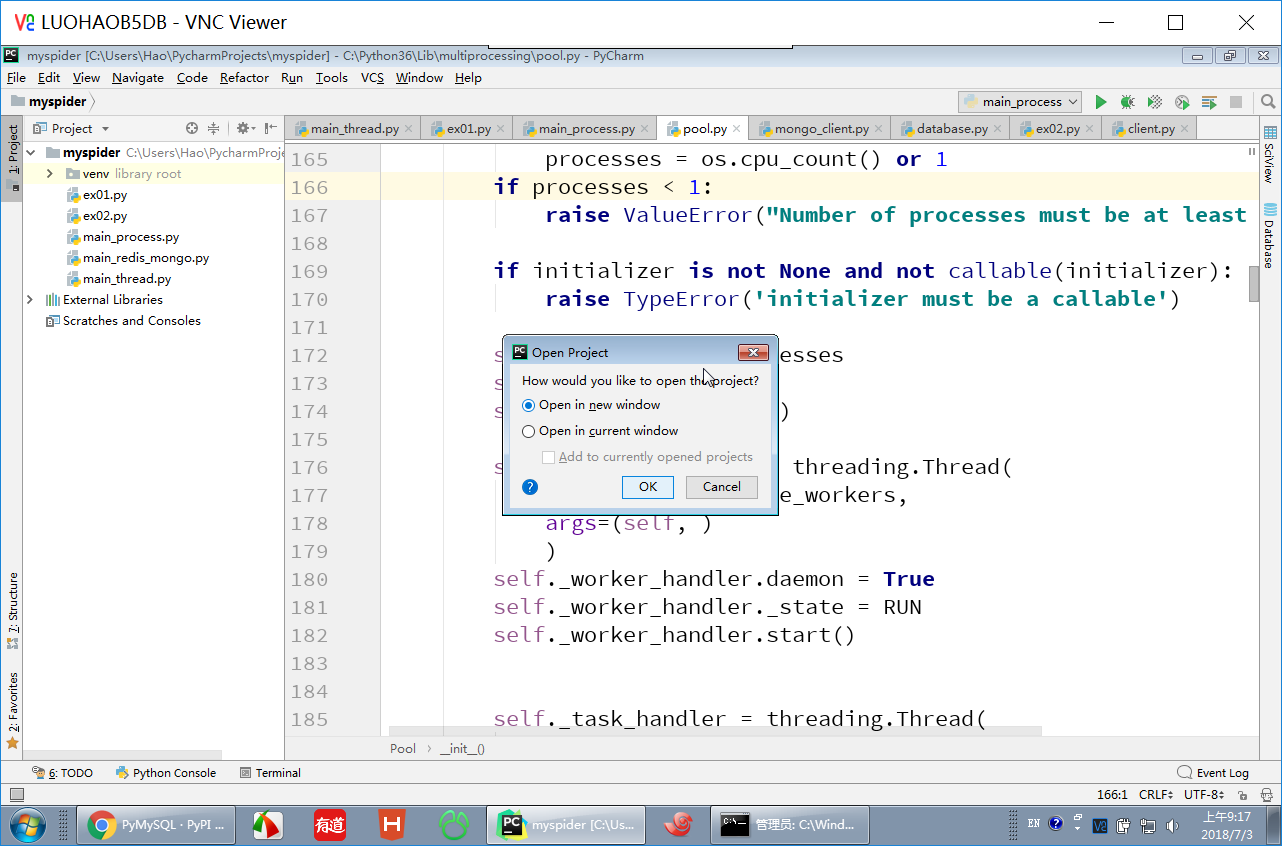 LUOHAOB5DB - VNC Viewer
myspider [C:\Users\Hao\PycharmProjects\myspider] - C:\Python36\Lib\multiprocessing\pool.py - PyCharm
File Edit View Navigate Code Refactor Run Tools VCS Window Help
myspider
main_process
Project
main_thread.py
ex01.py
main_process.py
pool.py
mongo_client.py
database.py
ex02.py
client.py
1: Project
myspider C:\Users\Hao\PycharmProje
venv library root
ex01.py
ex02.py
main_process.py
main_redis_mongo.py
main_thread.py
External Libraries
Scratches and Consoles
7: Structure
2: Favorites
165 processes = os.cpu_count() or 1
166 if processes < 1:
167 raise ValueError("Number of processes must be at least
168
169 if initializer is not None and not callable(initializer):
170 raise TypeError('initializer must be a callable')
171
172 esses
173
174 )
175
176 threading.Thread(
177 e_workers,
178 args=(self, )
179 )
180 self._worker_handler.daemon = True
181 self._worker_handler._state = RUN
182 self._worker_handler.start()
183
184
185 self._task_handler = threading.Thread(
Open Project
How would you like to open the project?
Open in new window
Open in current window
Add to currently opened projects
?
OK
Cancel
SciView
Database
Pool › __init__()
6: TODO
Python Console
Terminal
Event Log
166:1 CRLF UTF-8
PyMySQL · PyPI ...
有道
myspider [C:\Us...
管理员: C:\Wind...
EN
上午9:17
2018/7/3